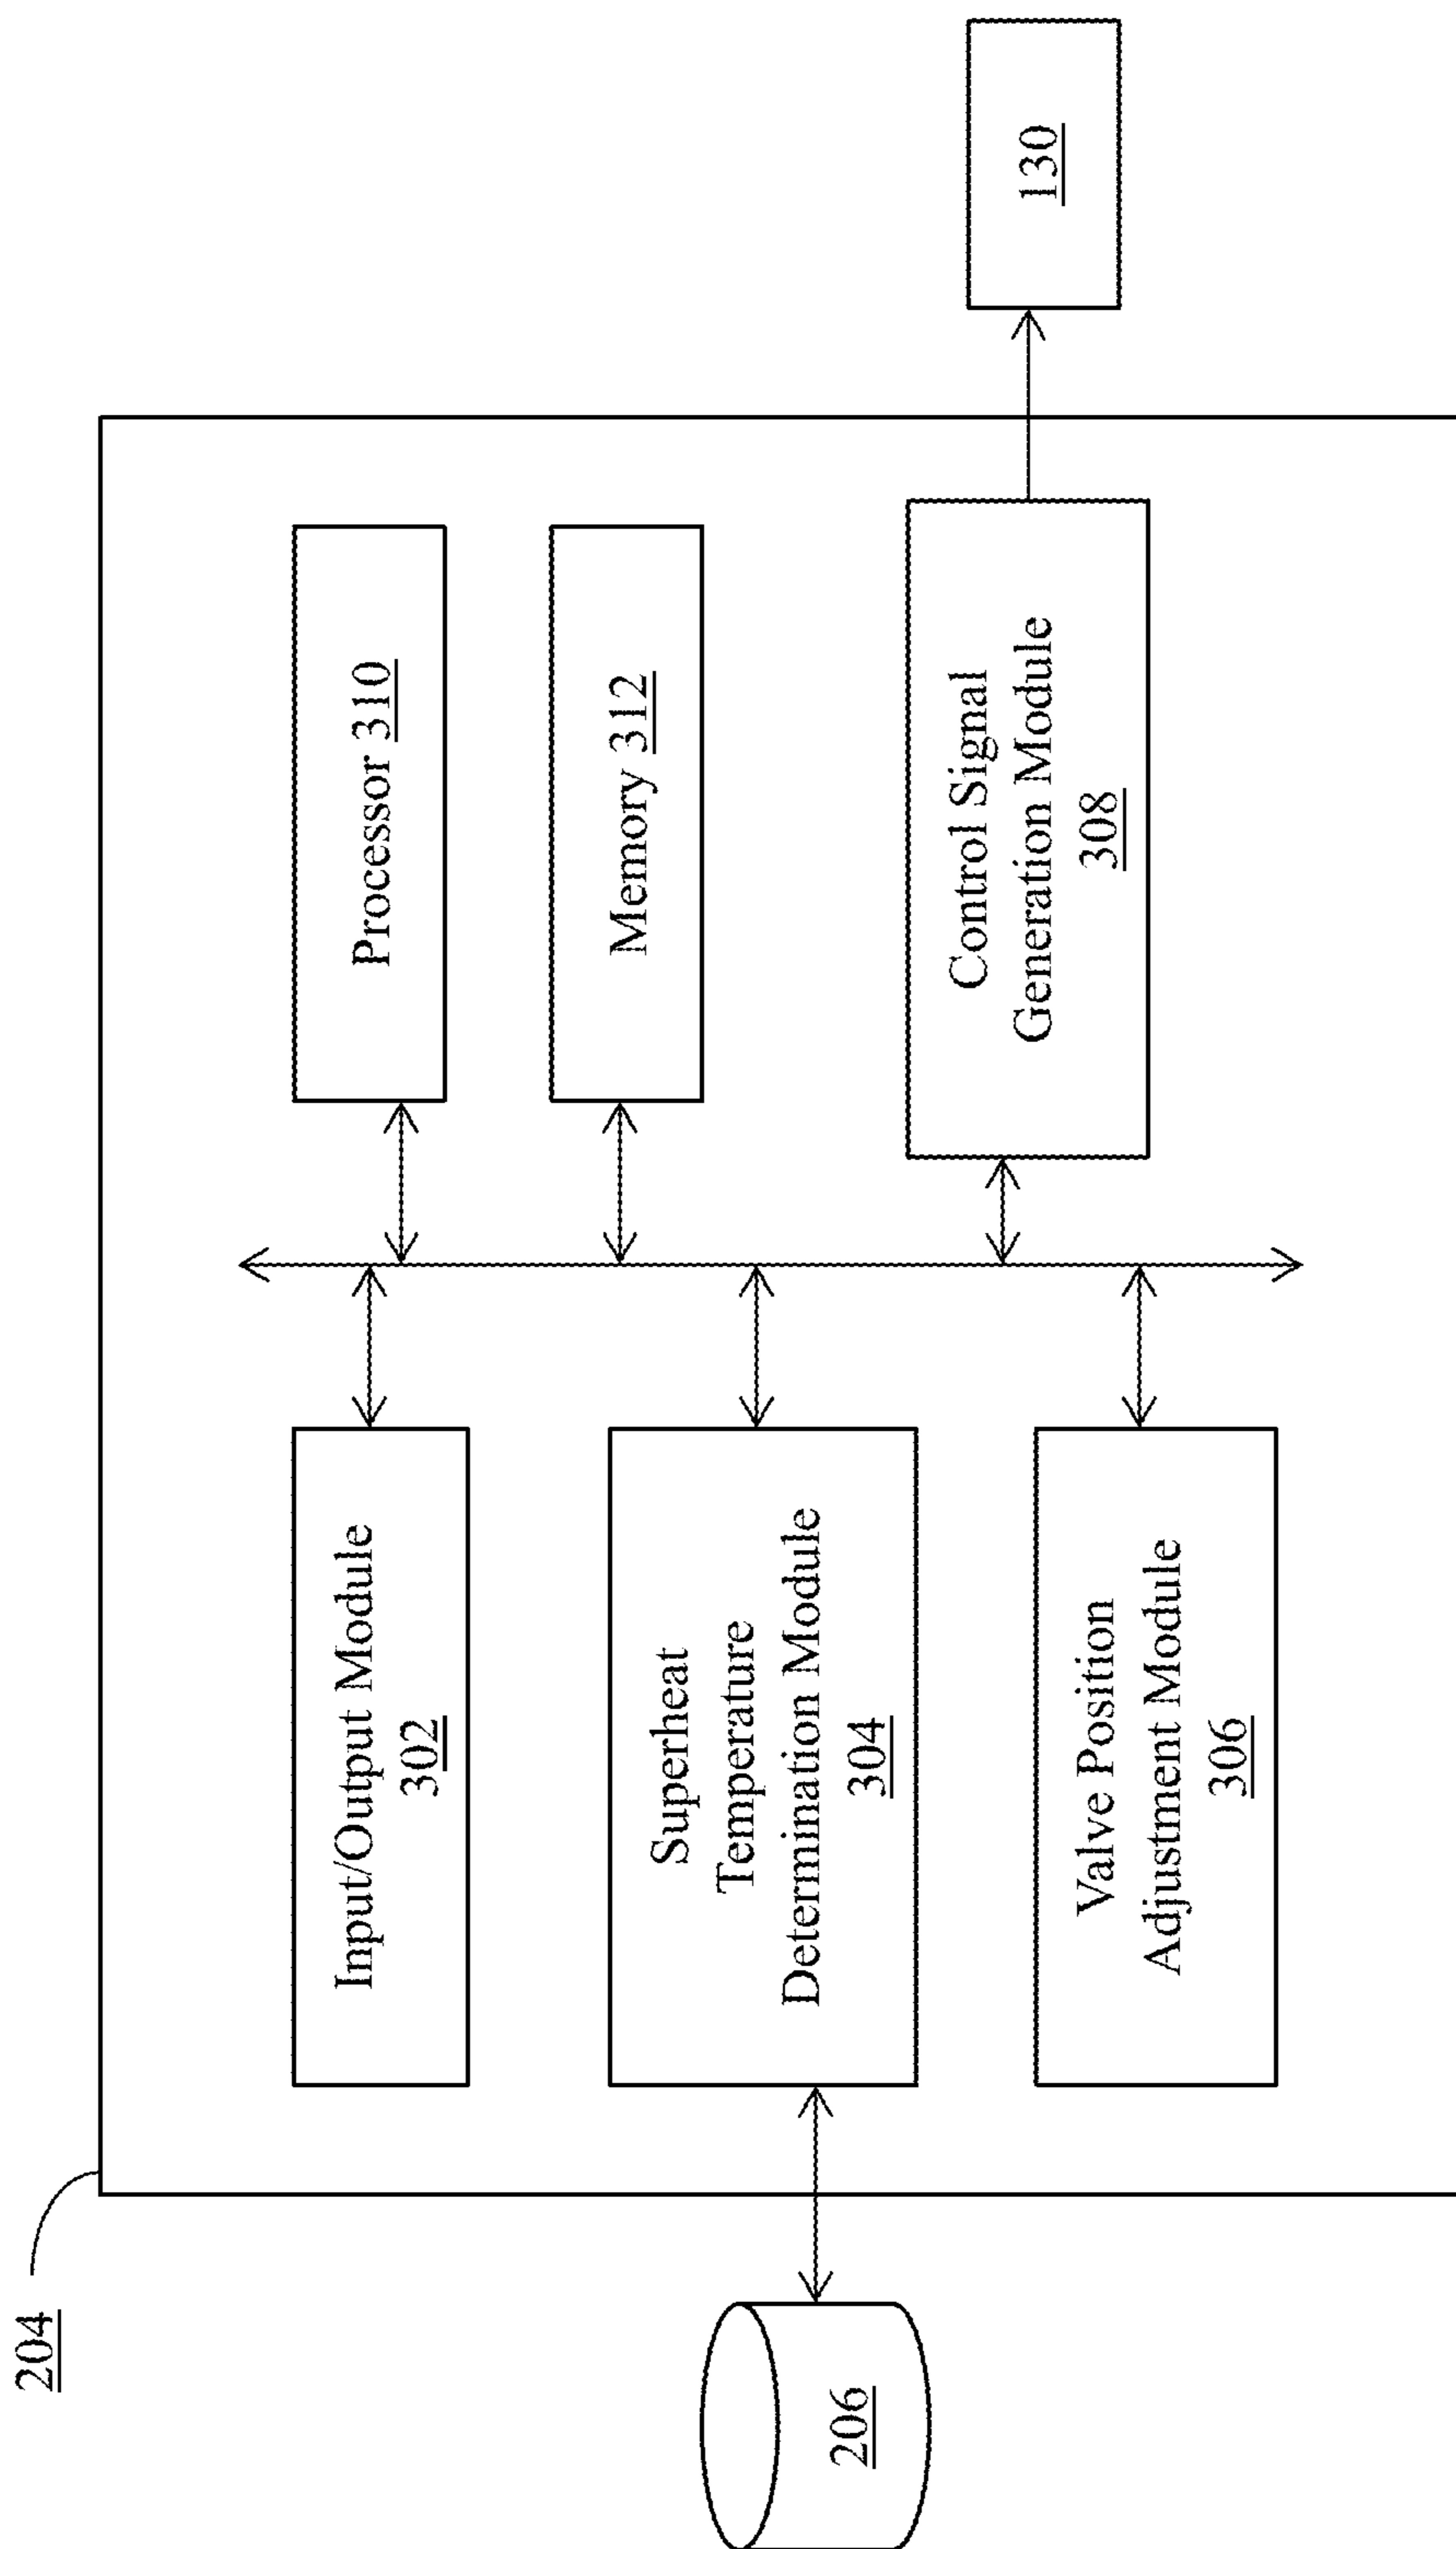 204
Input/Output Module
302
Processor 310
Memory 312
Superheat
Temperature
Determination Module
304
206
Control Signal
Generation Module
308
130
Valve Position
Adjustment Module
306